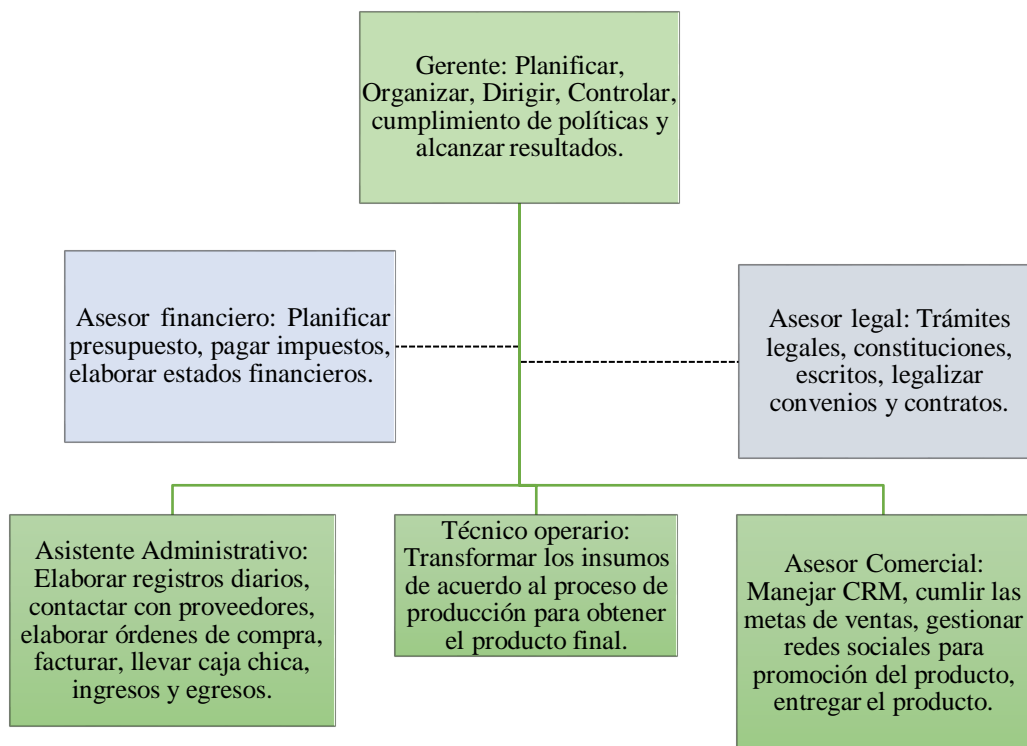 Gerente: Planificar,
Organizar, Dirigir, Controlar,
cumplimiento de políticas y
alcanzar resultados.
Asesor financiero: Planificar
presupuesto, pagar impuestos,
elaborar estados financieros.
Asesor legal: Trámites
legales, constituciones,
escritos, legalizar
convenios y contratos.
Asistente Administrativo:
Elaborar registros diarios,
contactar con proveedores,
elaborar órdenes de compra,
facturar, llevar caja chica,
ingresos y egresos.
Técnico operario:
Transformar los insumos
de acuerdo al proceso de
producción para obtener
el producto final.
Asesor Comercial:
Manejar CRM, cumlir las
metas de ventas, gestionar
redes sociales para
promoción del producto,
entregar el producto.